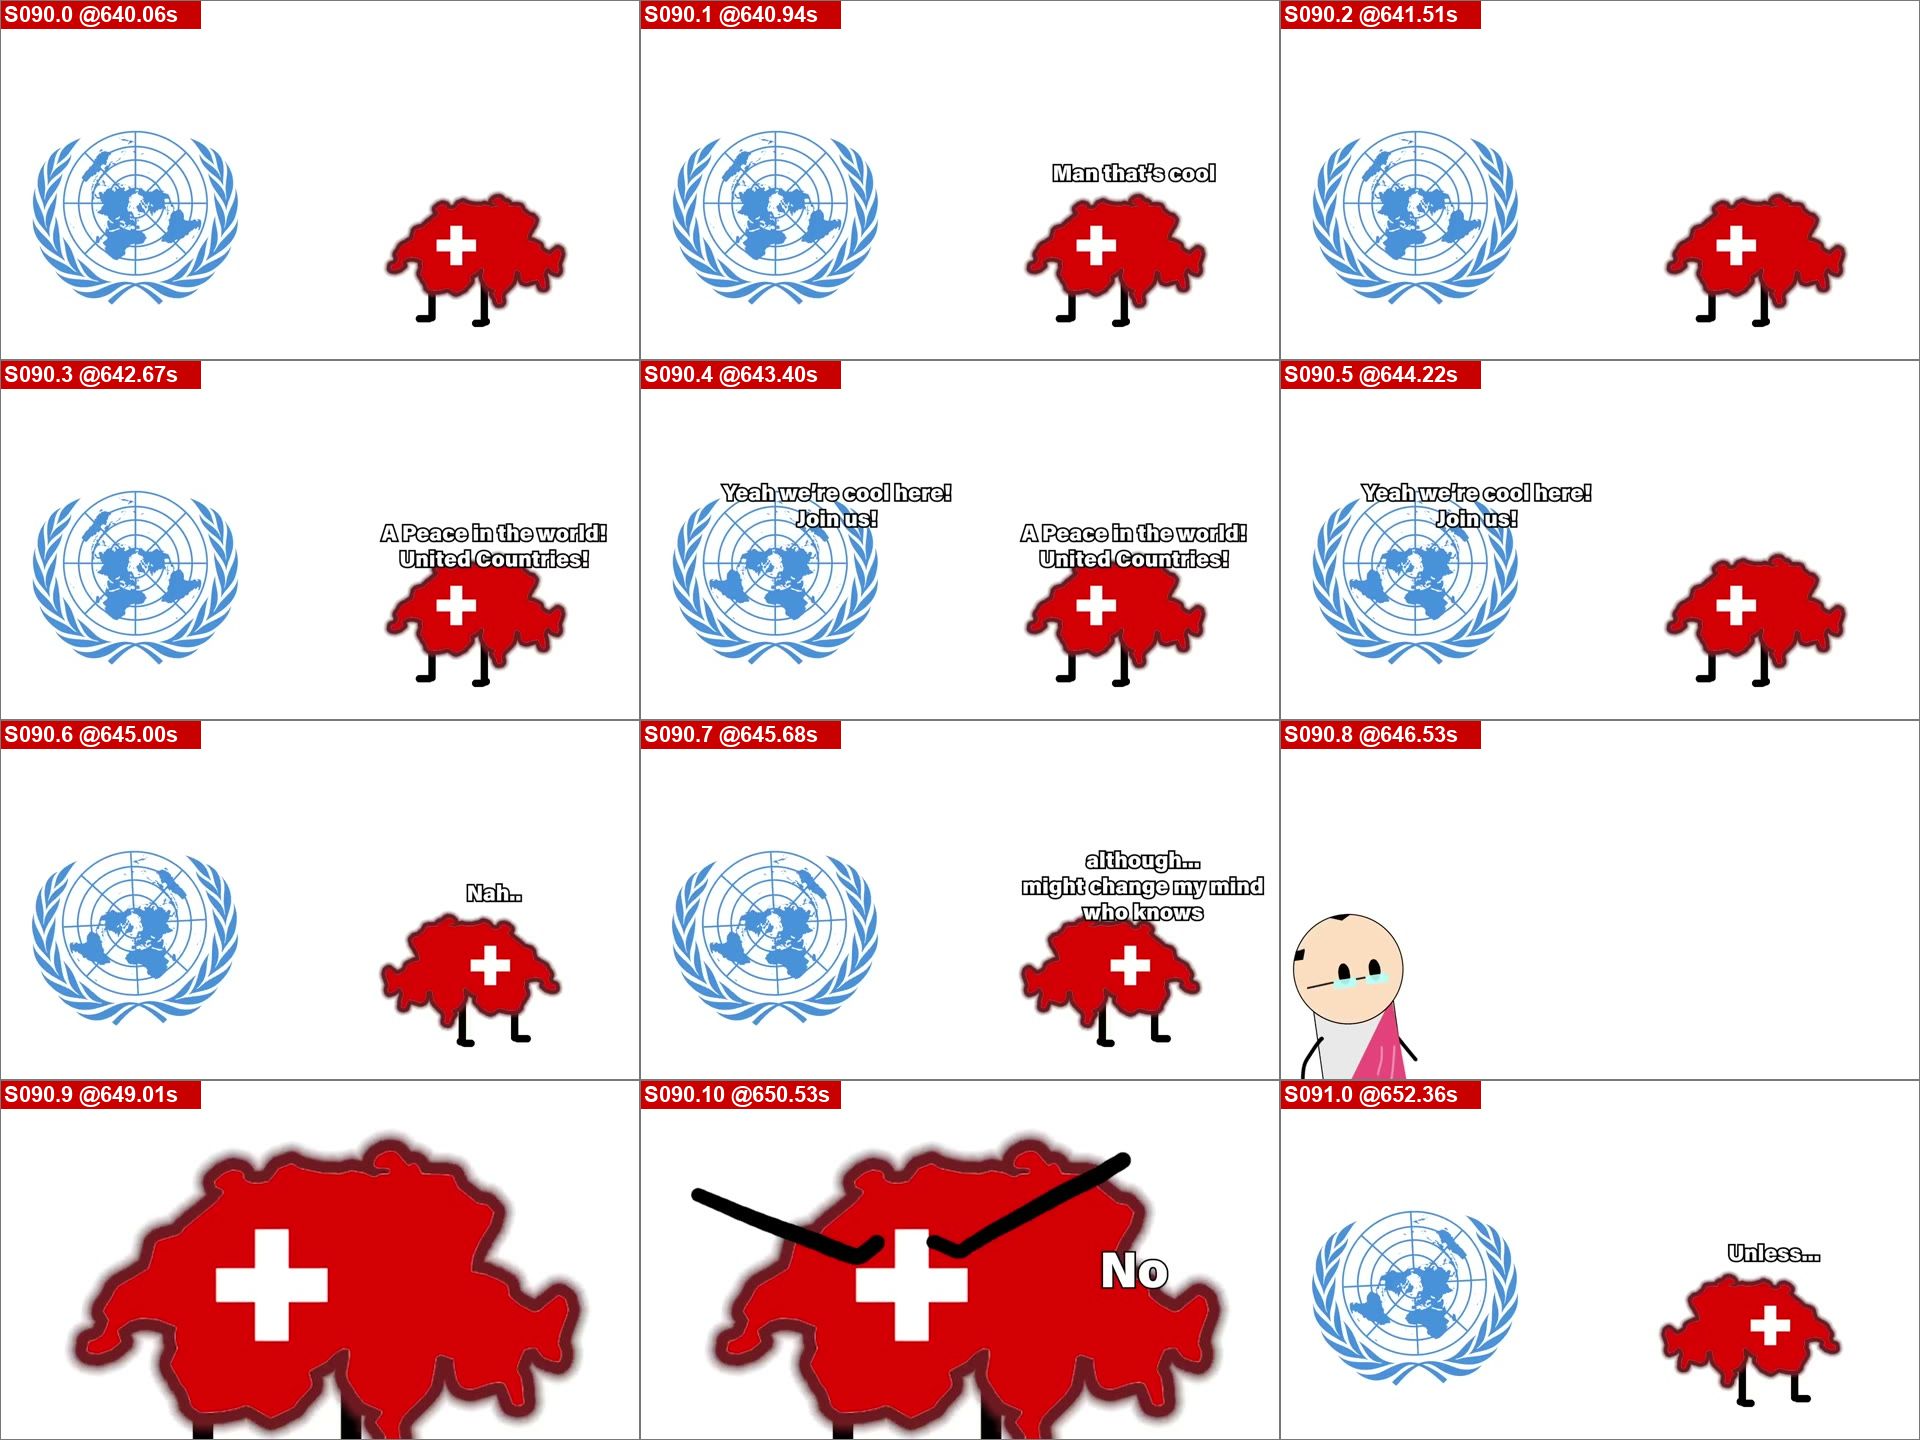 S090.0 @640.06s
S090.1 @640.94s
Man that's cool
S090.2 @641.51s
S090.3 @642.67s
A Peace in the world!
United Countries!
S090.4 @643.40s
Yeah we're cool here!
Join us!
A Peace in the world!
United Countries!
S090.5 @644.22s
Yeah we're cool here!
Join us!
S090.6 @645.00s
Nah..
S090.7 @645.68s
although...
might change my mind
who knows
S090.8 @646.53s
S090.9 @649.01s
S090.10 @650.53s
No
S091.0 @652.36s
Unless...